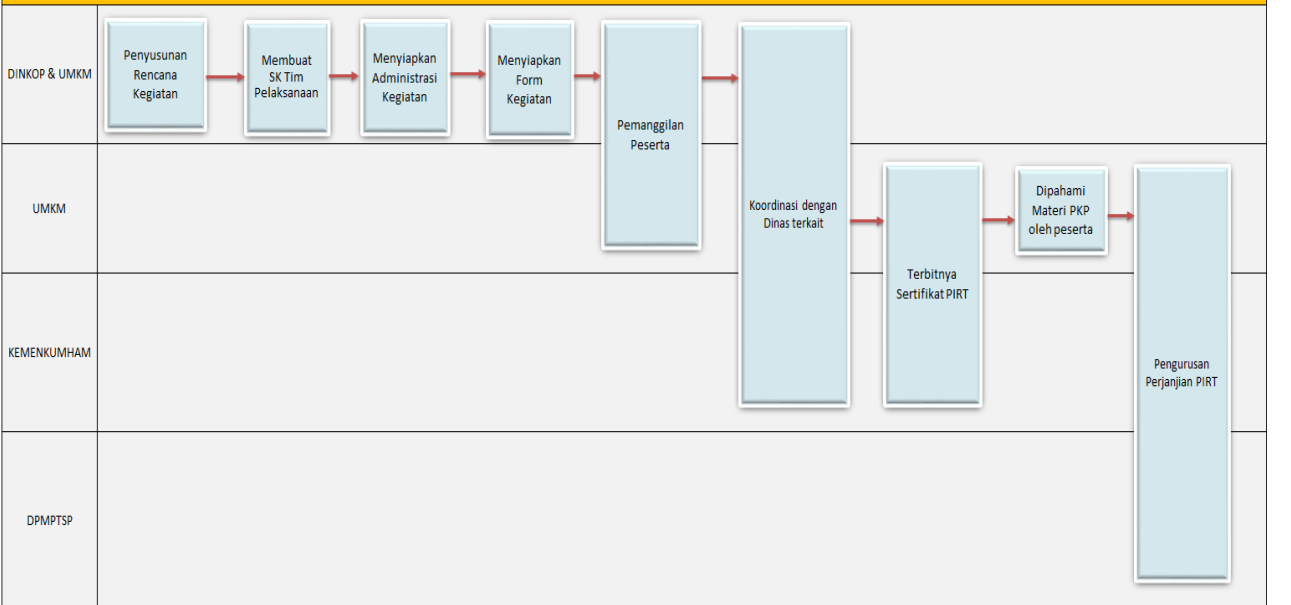 DINKOP & UMKM
Penyusunan
Rencana
Kegiatan
Membuat
SK Tim
Pelaksanaan
Menyiapkan
Administrasi
Kegiatan
Menyiapkan
Form
Kegiatan
Pemanggilan
Peserta
UMKM
Koordinasi dengan
Dinas terkait
Terbitnya
Sertifikat PIRT
Dipahami
Materi PKP
oleh peserta
KEMENKUMHAM
Pengurusan
Perjanjian PIRT
DPMPTSP